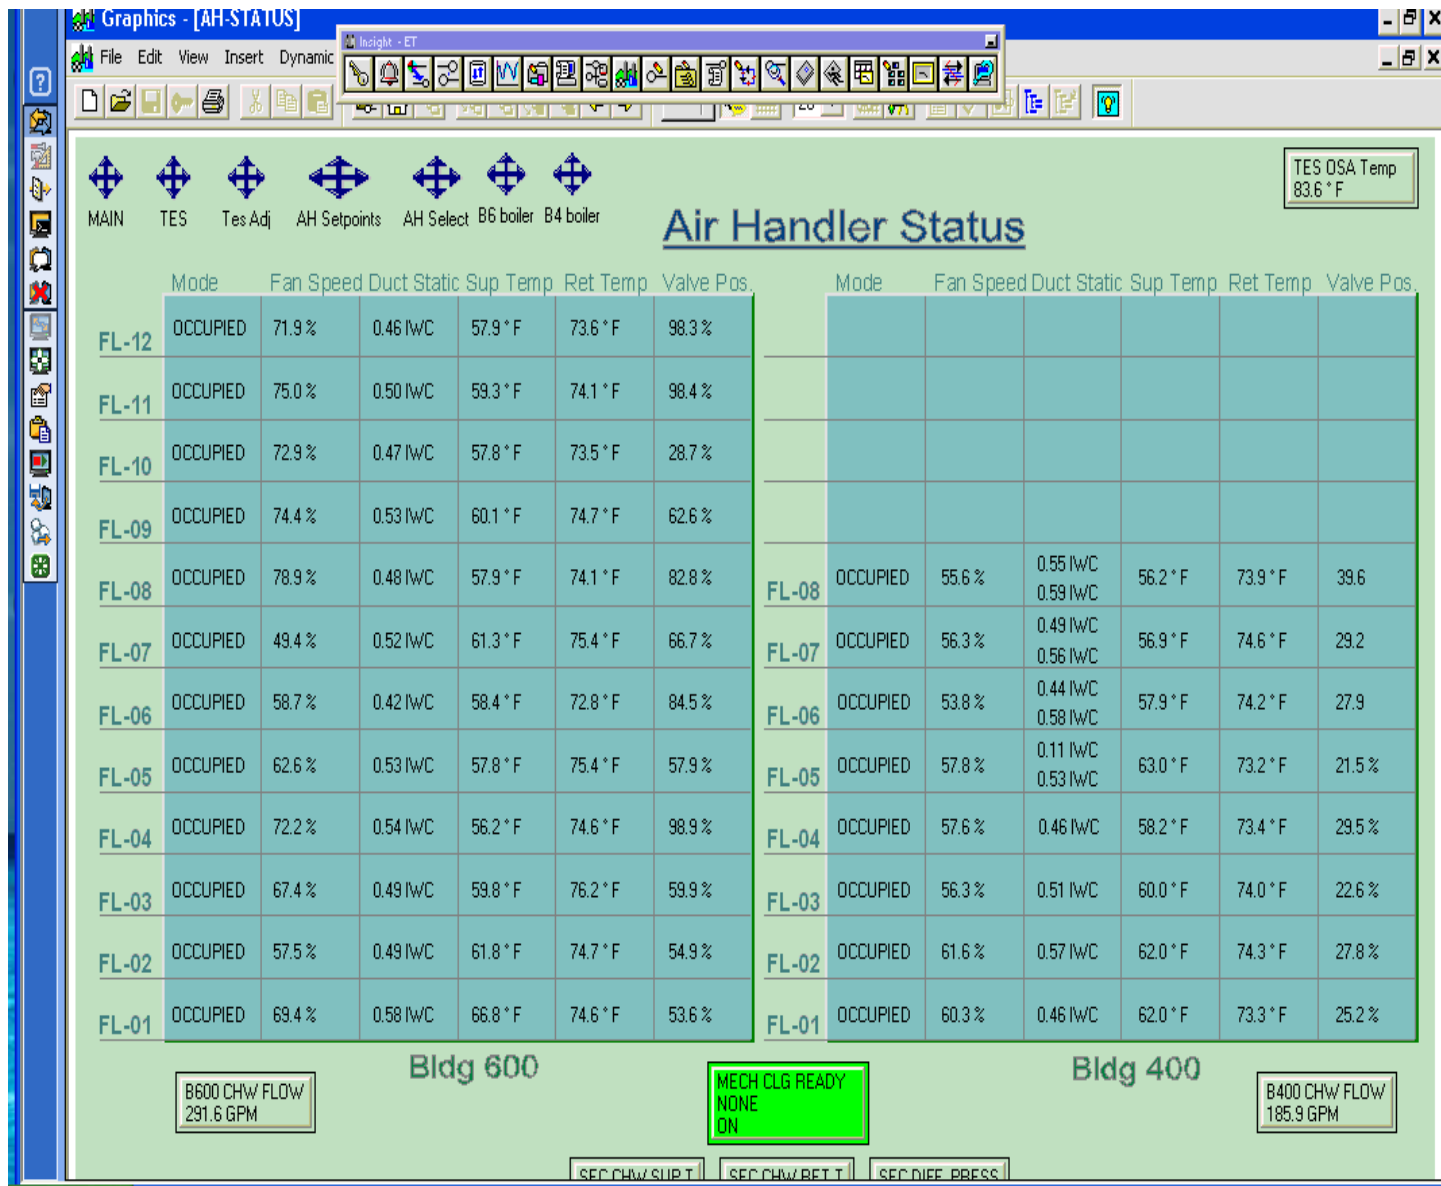 Graphics - [AH-STATUS]
Insight - ET
File Edit View Insert Dynamic
MAIN TES Tes Adj AH Setpoints AH Select B6 boiler B4 boiler
TES OSA Temp
83.6 ° F
Air Handler Status
Mode Fan Speed Duct Static Sup Temp Ret Temp Valve Pos. Mode Fan Speed Duct Static Sup Temp Ret Temp Valve Pos.
FL-12 OCCUPIED 71.9 % 0.46 IWC 57.9 ° F 73.6 ° F 98.3 %
FL-11 OCCUPIED 75.0 % 0.50 IWC 59.3 ° F 74.1 ° F 98.4 %
FL-10 OCCUPIED 72.9 % 0.47 IWC 57.8 ° F 73.5 ° F 28.7 %
FL-09 OCCUPIED 74.4 % 0.53 IWC 60.1 ° F 74.7 ° F 62.6 %
FL-08 OCCUPIED 78.9 % 0.48 IWC 57.9 ° F 74.1 ° F 82.8 % FL-08 OCCUPIED 55.6 % 0.55 IWC 56.2 ° F 73.9 ° F 39.6
0.59 IWC
FL-07 OCCUPIED 49.4 % 0.52 IWC 61.3 ° F 75.4 ° F 66.7 % FL-07 OCCUPIED 56.3 % 0.49 IWC 56.9 ° F 74.6 ° F 29.2
0.56 IWC
FL-06 OCCUPIED 58.7 % 0.42 IWC 58.4 ° F 72.8 ° F 84.5 % FL-06 OCCUPIED 53.8 % 0.44 IWC 57.9 ° F 74.2 ° F 27.9
0.58 IWC
FL-05 OCCUPIED 62.6 % 0.53 IWC 57.8 ° F 75.4 ° F 57.9 % FL-05 OCCUPIED 57.8 % 0.11 IWC 63.0 ° F 73.2 ° F 21.5 %
0.53 IWC
FL-04 OCCUPIED 72.2 % 0.54 IWC 56.2 ° F 74.6 ° F 98.9 % FL-04 OCCUPIED 57.6 % 0.46 IWC 58.2 ° F 73.4 ° F 29.5 %
FL-03 OCCUPIED 67.4 % 0.49 IWC 59.8 ° F 76.2 ° F 59.9 % FL-03 OCCUPIED 56.3 % 0.51 IWC 60.0 ° F 74.0 ° F 22.6 %
FL-02 OCCUPIED 57.5 % 0.49 IWC 61.8 ° F 74.7 ° F 54.9 % FL-02 OCCUPIED 61.6 % 0.57 IWC 62.0 ° F 74.3 ° F 27.8 %
FL-01 OCCUPIED 69.4 % 0.58 IWC 66.8 ° F 74.6 ° F 53.6 % FL-01 OCCUPIED 60.3 % 0.46 IWC 62.0 ° F 73.3 ° F 25.2 %
Bldg 600 Bldg 400
B600 CHW FLOW
291.6 GPM
MECH CLG READY
NONE
ON
B400 CHW FLOW
185.9 GPM
SEC CHW SUP T SEC CHW RET T SEC DIFF. PRESS